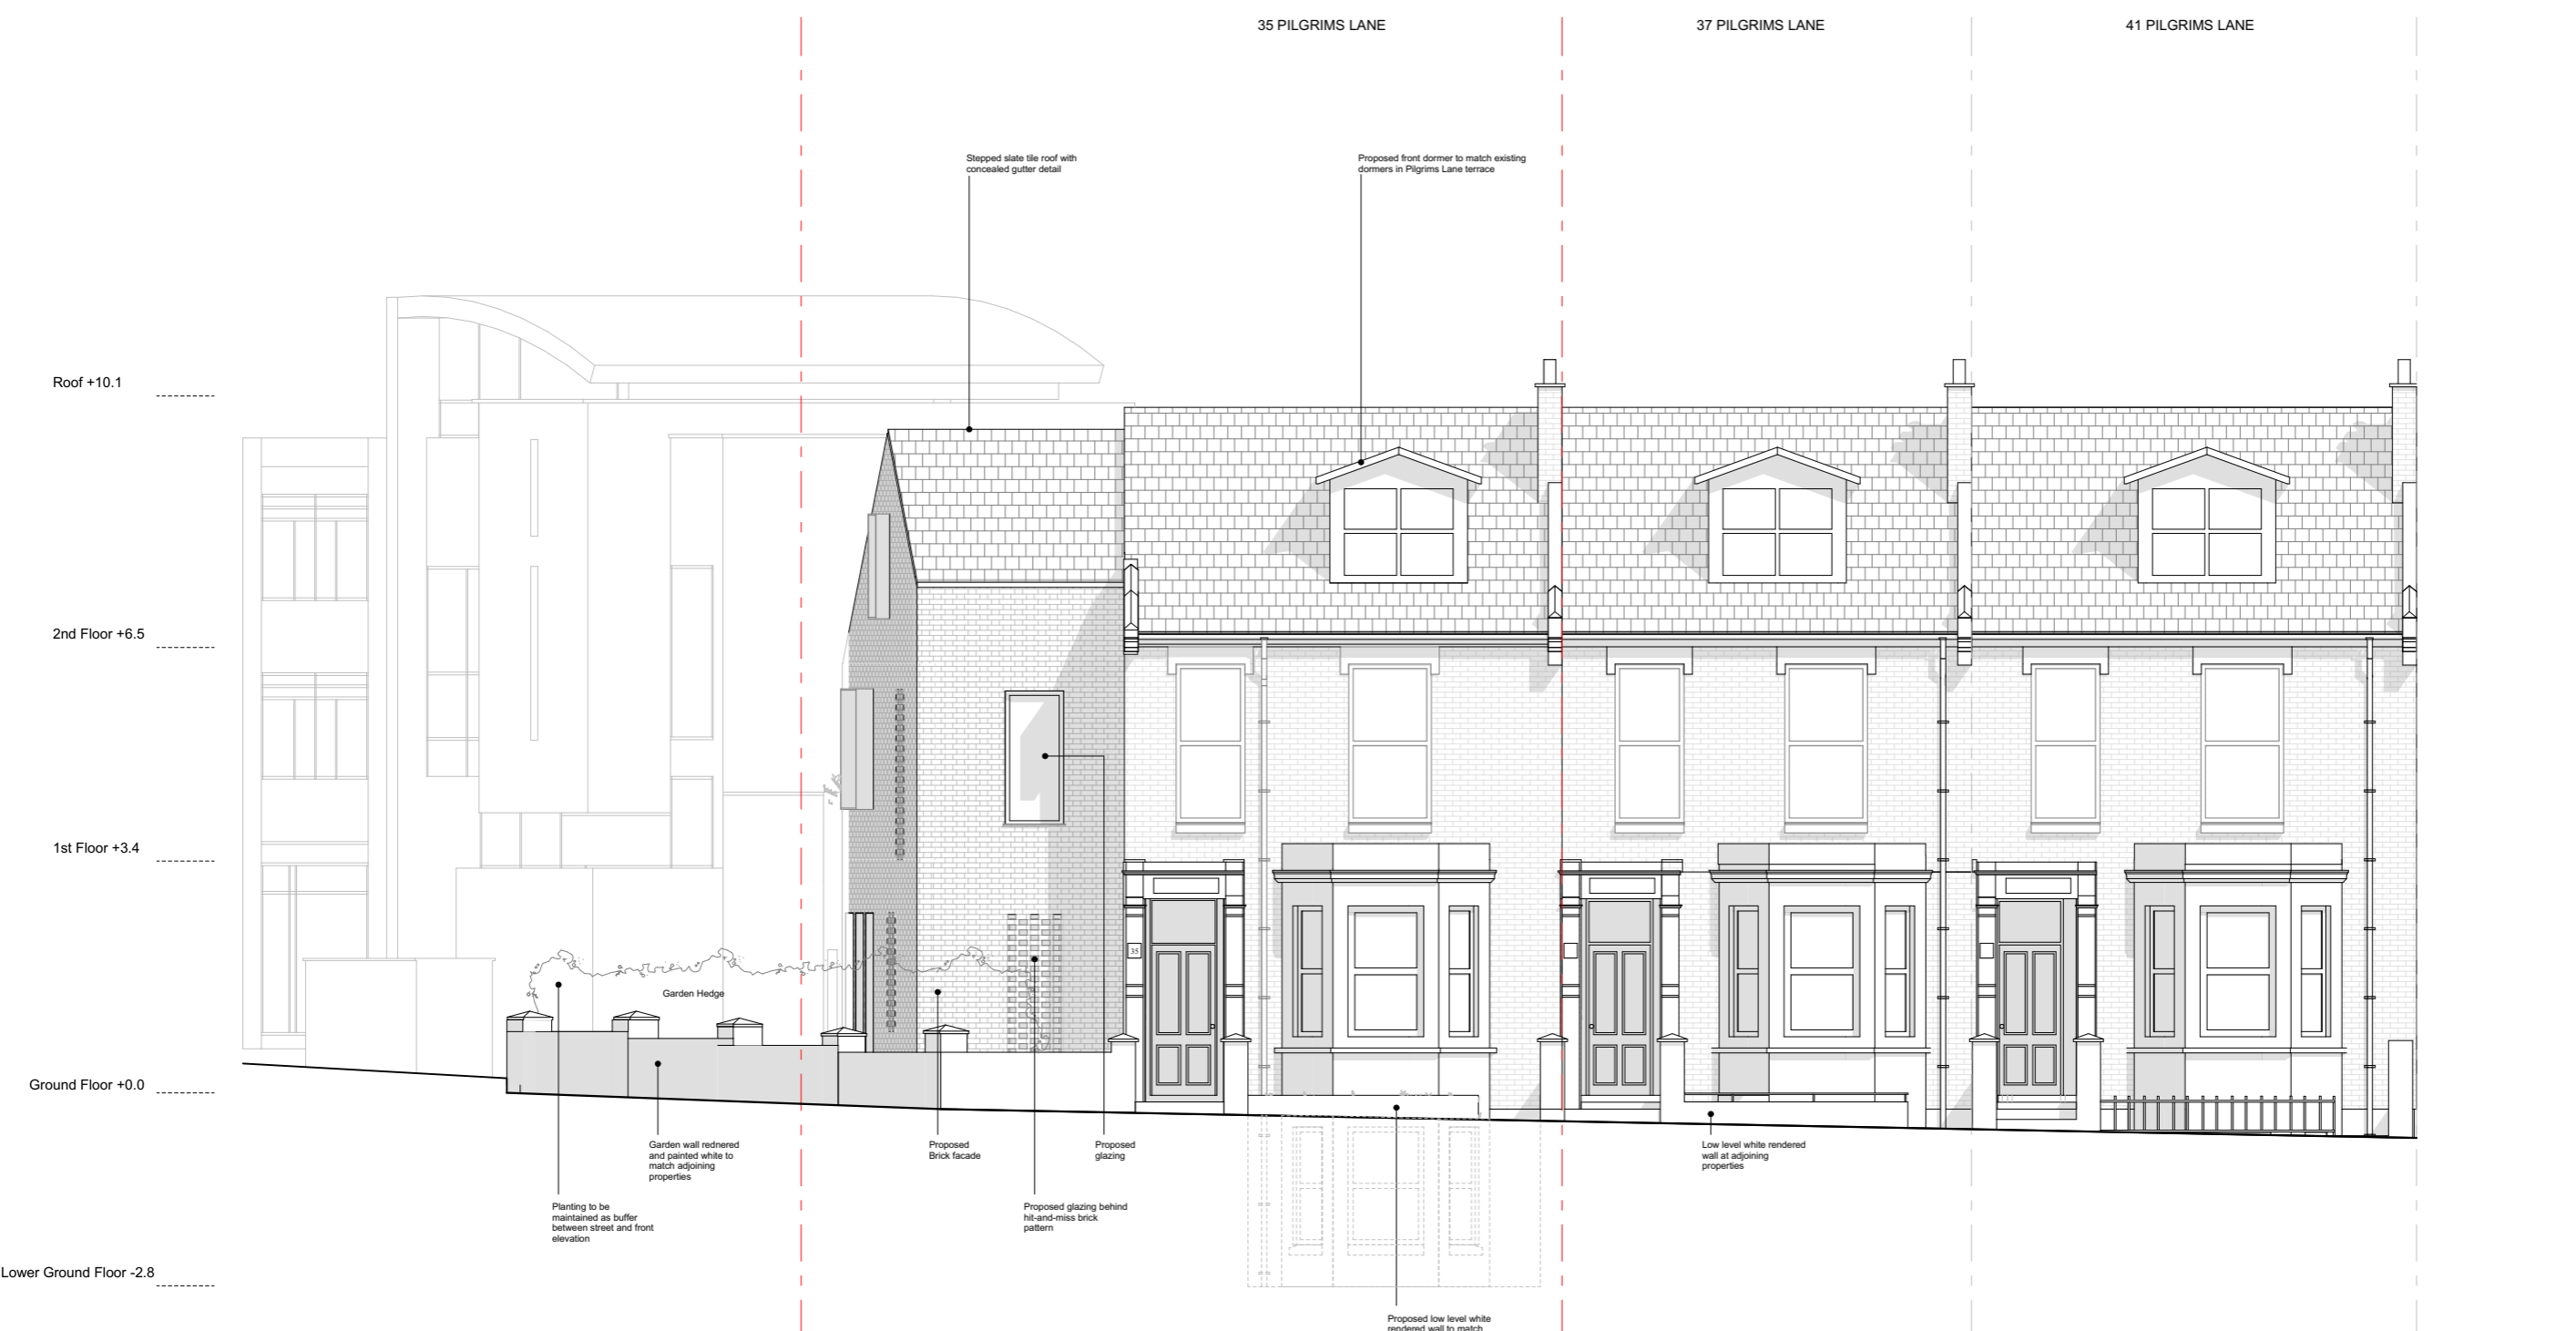 35 PILGRIMS LANE
37 PILGRIMS LANE
41 PILGRIMS LANE
Stepped slate tile roof with
concealed gutter detail
Proposed front dormer to match existing
dormers in Pilgrims Lane terrace
Roof +10.1
2nd Floor +6.5
1st Floor +3.4
35
Garden Hedge
Ground Floor +0.0
Garden wall rednered
and painted white to
match adjoining
properties
Proposed
Brick facade
Proposed
glazing
Low level white rendered
wall at adjoining
properties
Planting to be
maintained as buffer
between street and front
elevation
Proposed glazing behind
hit-and-miss brick
pattern
Lower Ground Floor -2.8
Proposed low level white
rendered wall to match